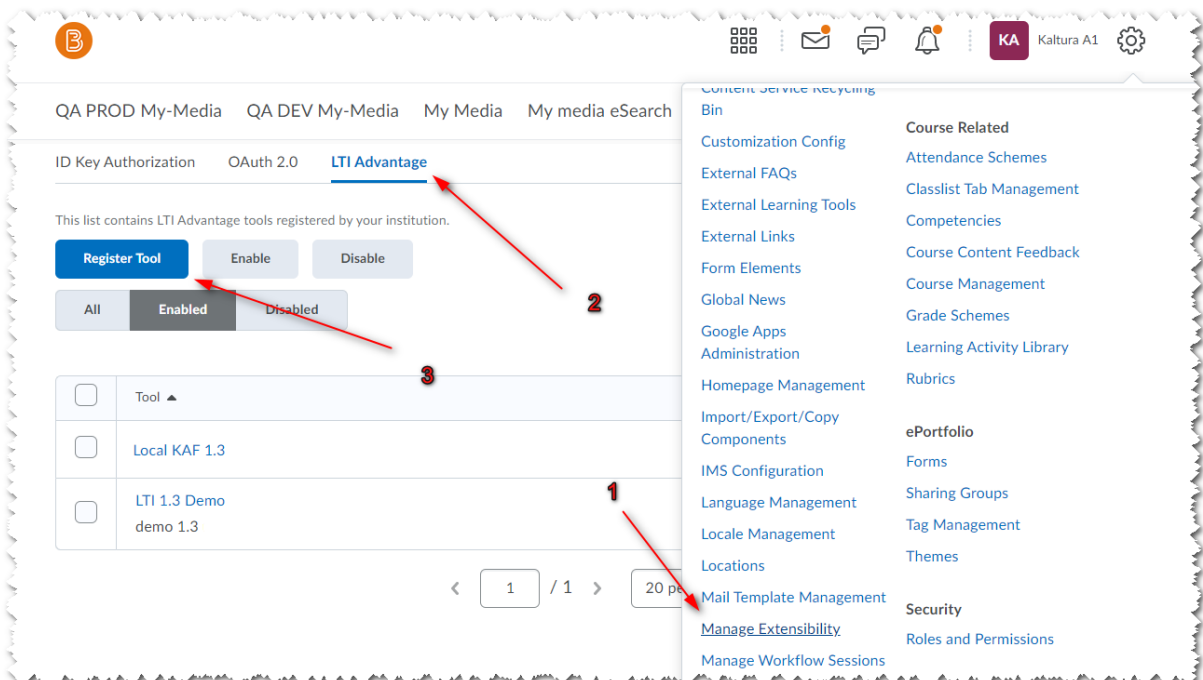 B
KA
Kaltura A1
QA PROD My-Media
QA DEV My-Media
My Media
My media eSearch
ID Key Authorization
OAuth 2.0
LTI Advantage
This list contains LTI Advantage tools registered by your institution.
Register Tool
Enable
Disable
All
Enabled
Disabled
2
3
Tool
Local KAF 1.3
LTI 1.3 Demo
demo 1.3
1
1
/ 1
20 pe
Content Service Recycling
Bin
Customization Config
External FAQs
External Learning Tools
External Links
Form Elements
Global News
Google Apps
Administration
Homepage Management
Import/Export/Copy
Components
IMS Configuration
Language Management
Locale Management
Locations
Mail Template Management
Manage Extensibility
Manage Workflow Sessions
Course Related
Attendance Schemes
Classlist Tab Management
Competencies
Course Content Feedback
Course Management
Grade Schemes
Learning Activity Library
Rubrics
ePortfolio
Forms
Sharing Groups
Tag Management
Themes
Security
Roles and Permissions